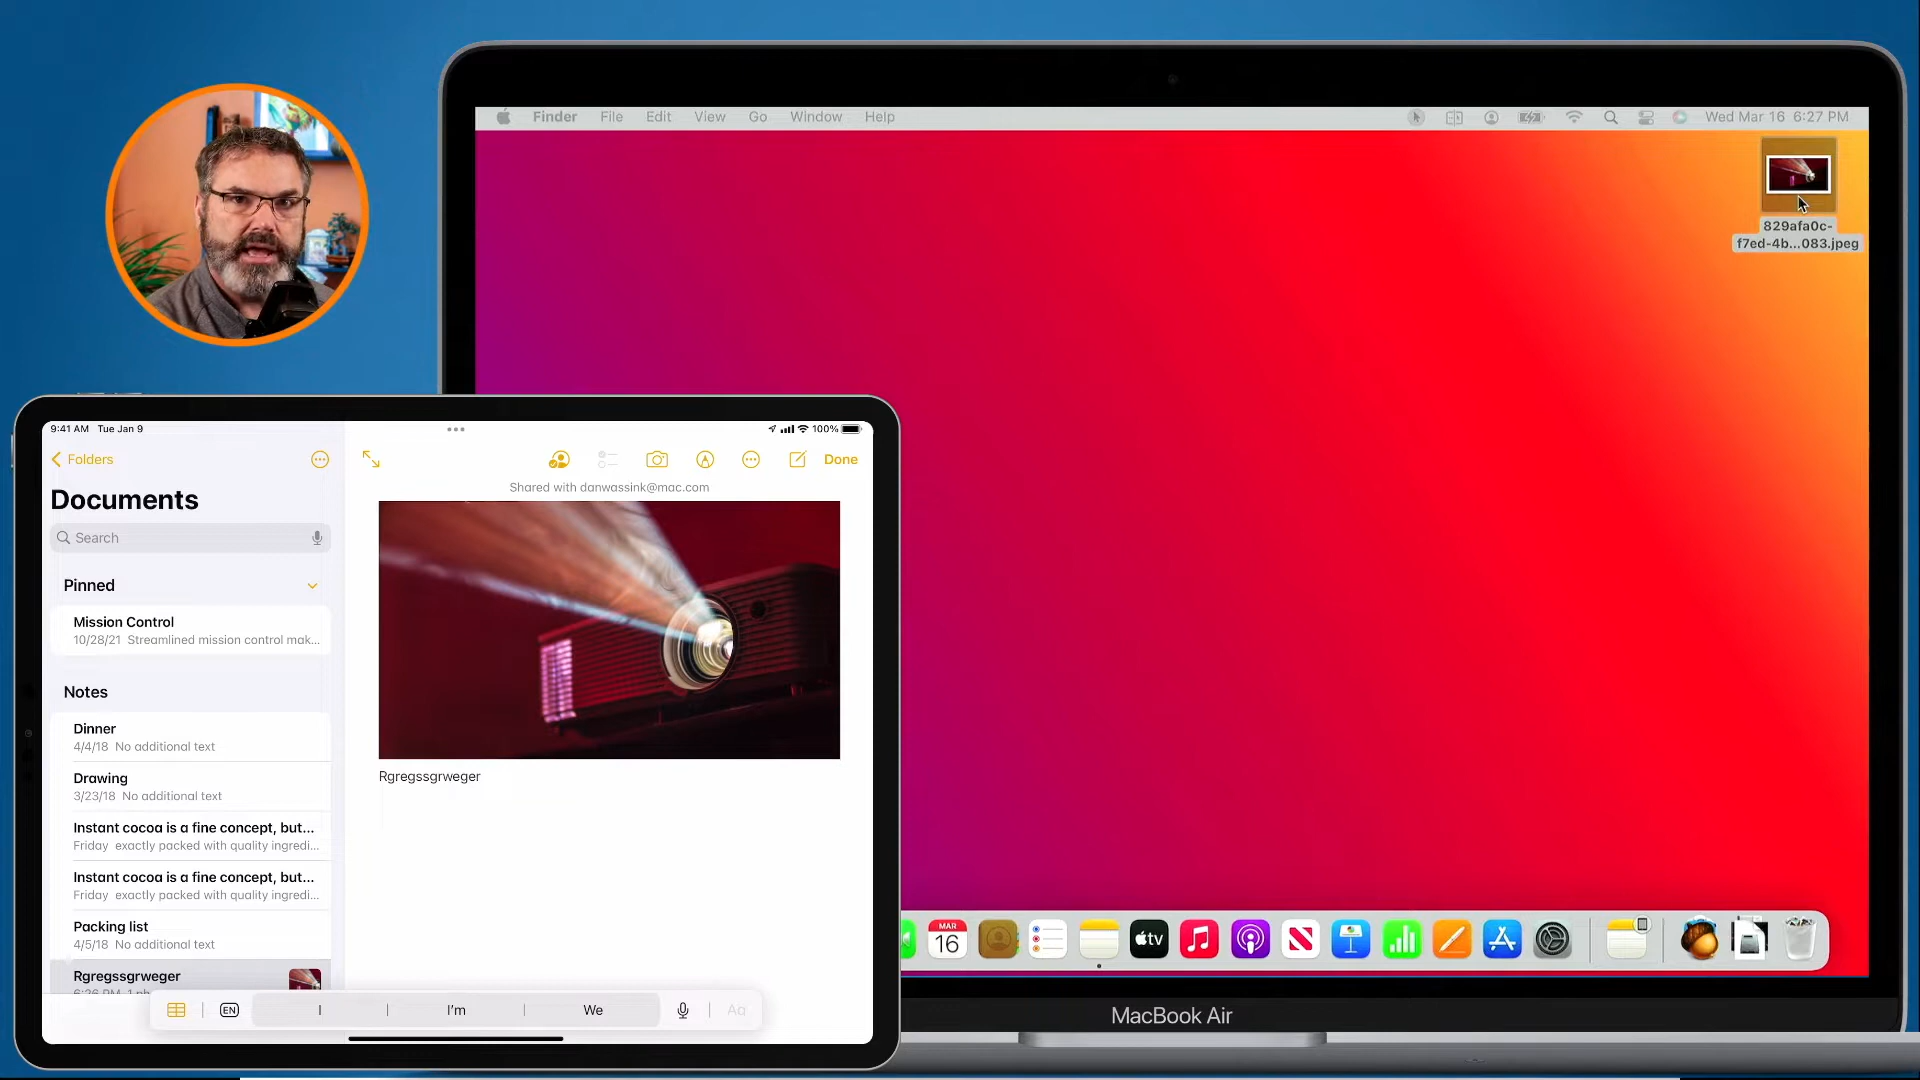 Finder File Edit View Go Window Help Wed Mar 16 6:27 PM
829afa0c-
f7ed-4b...083.jpeg
9:41 AM Tue Jan 9
100%
Folders
Done
Documents
Search
Pinned
Mission Control
10/28/21 Streamlined mission control mak...
Notes
Dinner
4/4/18 No additional text
Drawing
3/23/18 No additional text
Instant cocoa is a fine concept, but...
Friday exactly packed with quality ingredi...
Instant cocoa is a fine concept, but...
Friday exactly packed with quality ingredi...
Packing list
4/5/18 No additional text
Rgregssgrweger
EN
I
I'm
We
Aa
Shared with danwassink@mac.com
Rgregssgrweger
MAR
16
tv
MacBook Air